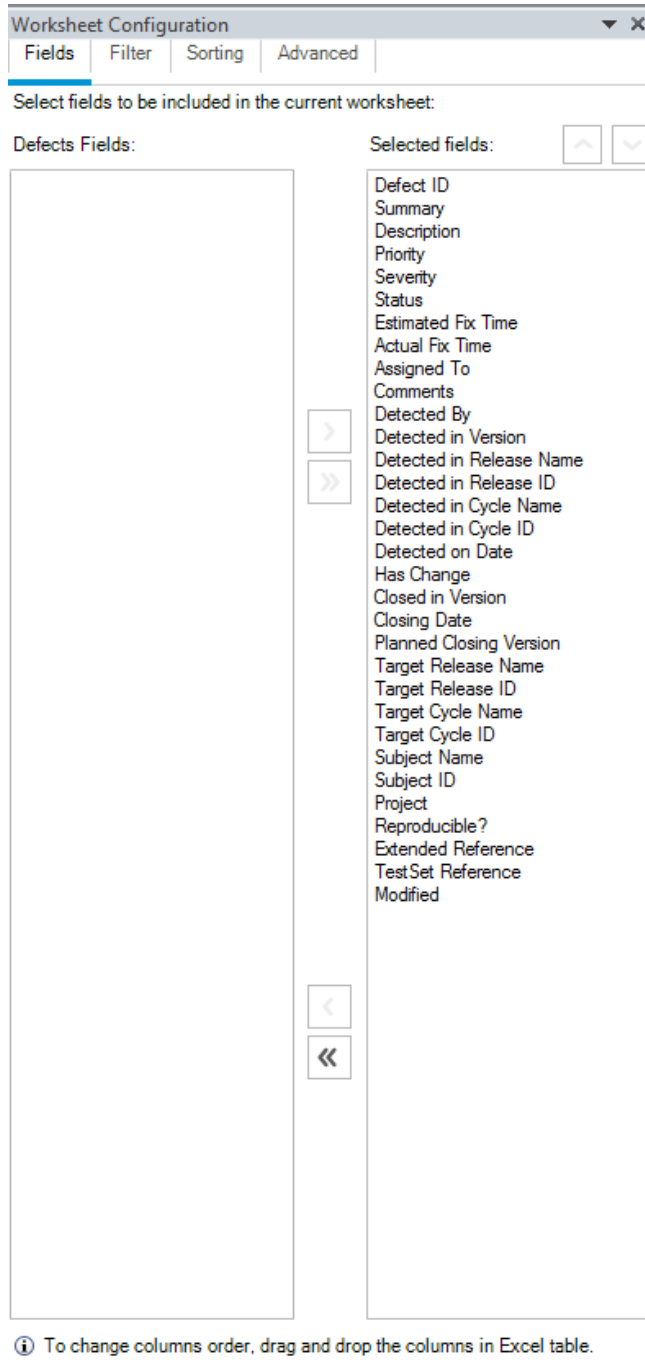 Worksheet Configuration
Fields Filter Sorting Advanced
Select fields to be included in the current worksheet:
Defects Fields: Selected fields:
Defect ID
Summary
Description
Priority
Severity
Status
Estimated Fix Time
Actual Fix Time
Assigned To
Comments
Detected By
Detected in Version
Detected in Release Name
Detected in Release ID
Detected in Cycle Name
Detected in Cycle ID
Detected on Date
Has Change
Closed in Version
Closing Date
Planned Closing Version
Target Release Name
Target Release ID
Target Cycle Name
Target Cycle ID
Subject Name
Subject ID
Project
Reproducible?
Extended Reference
TestSet Reference
Modified
To change columns order, drag and drop the columns in Excel table.